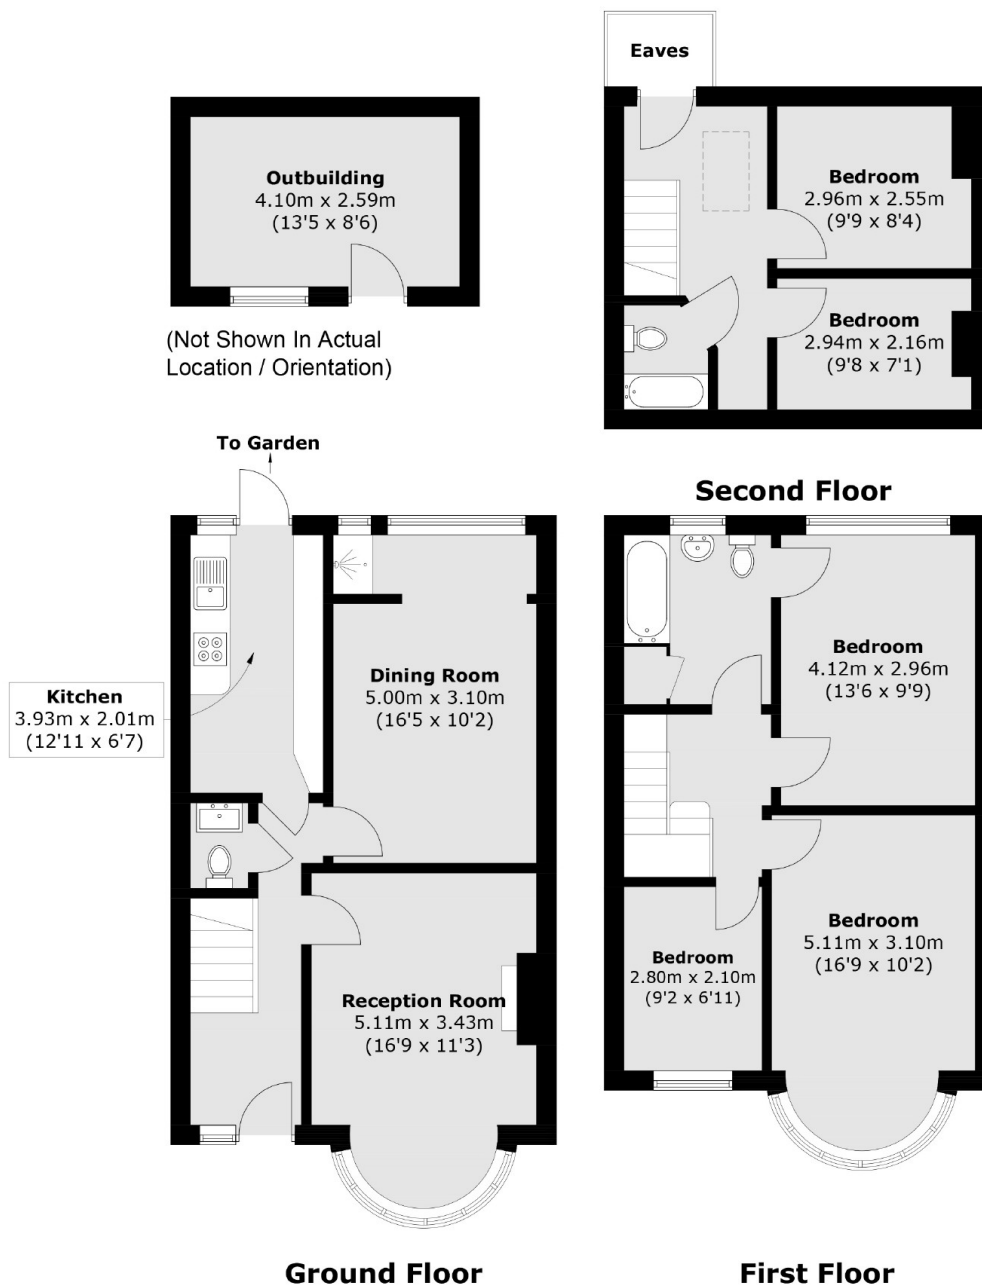 Eaves
Outbuilding
4.10m x 2.59m
(13'5 x 8'6)
(Not Shown In Actual
Location / Orientation)
Bedroom
2.96m x 2.55m
(9'9 x 8'4)
Bedroom
2.94m x 2.16m
(9'8 x 7'1)
Second Floor
To Garden
Kitchen
3.93m x 2.01m
(12'11 x 6'7)
Dining Room
5.00m x 3.10m
(16'5 x 10'2)
Reception Room
5.11m x 3.43m
(16'9 x 11'3)
Ground Floor
Bedroom
4.12m x 2.96m
(13'6 x 9'9)
Bedroom
5.11m x 3.10m
(16'9 x 10'2)
Bedroom
2.80m x 2.10m
(9'2 x 6'11)
First Floor